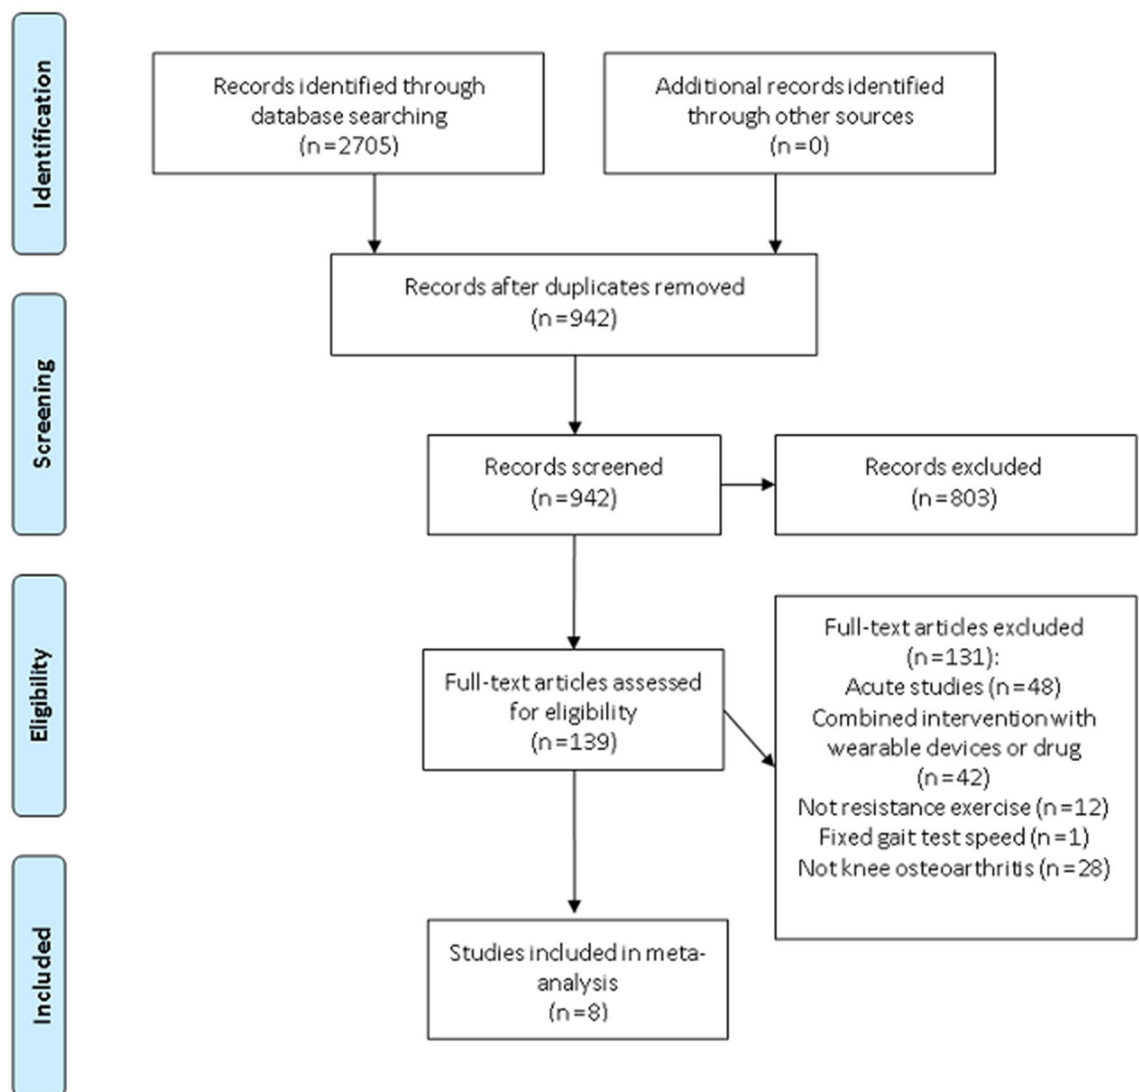 Identification
Records identified through
database searching
(n=2705)
Additional records identified
through other sources
(n=0)
Records after duplicates removed
(n=942)
Screening
Records screened
(n=942)
Records excluded
(n=803)
Eligibility
Full-text articles assessed
for eligibility
(n=139)
Full-text articles excluded
(n=131):
Acute studies (n=48)
Combined intervention with
wearable devices or drug
(n=42)
Not resistance exercise (n=12)
Fixed gait test speed (n=1)
Not knee osteoarthritis (n=28)
Included
Studies included in meta-
analysis
(n=8)